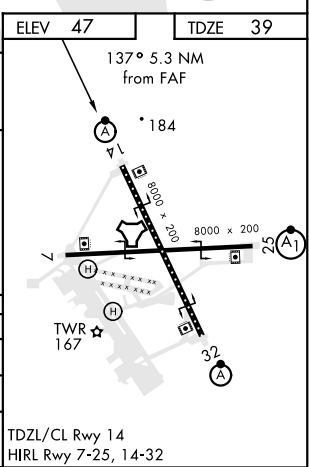 ELEV 47
TDZE 39
137° 5.3 NM
from FAF
A
184
14
8000 x 200
8000 x 200
25
A1
7
H
x x x x x x
x x x x x x
H
TWR
167
32
A
TDZL/CL Rwy 14
HIRL Rwy 7-25, 14-32